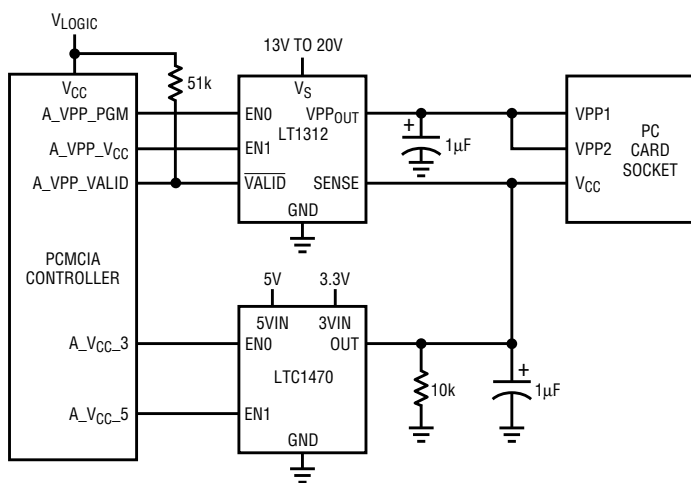 VLOGIC
13V TO 20V
51k
VCC
VS
A_VPP_PGM
EN0
VPPOUT
VPP1
LT1312
+
1µF
PC
CARD
SOCKET
A_VPP_VCC
EN1
VPP2
A_VPP_VALID
VALID
SENSE
VCC
GND
PCMCIA
CONTROLLER
5V
3.3V
5VIN
3VIN
A_VCC_3
EN0
OUT
LTC1470
10k
+
1µF
A_VCC_5
EN1
GND